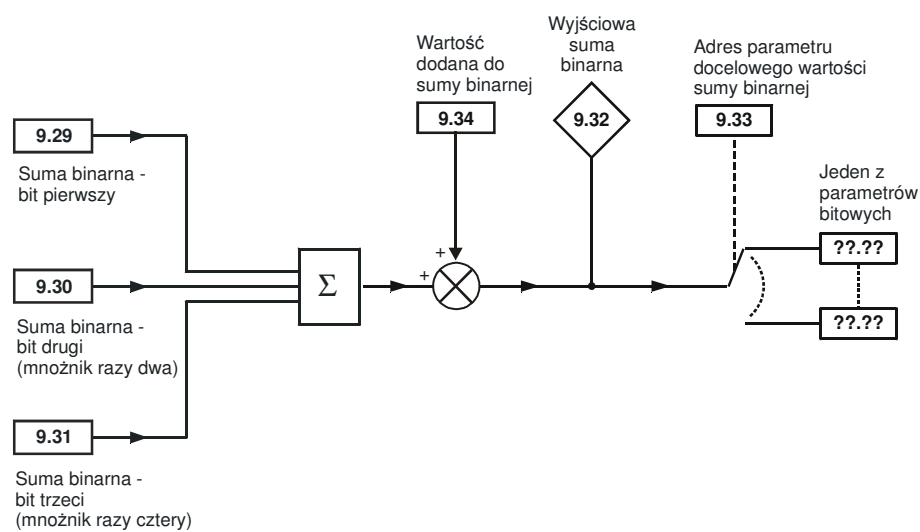 Wartość
dodana do
sumy binarnej
9.34
Wyjściowa
suma
binarna
9.32
Adres parametru
docelowego wartości
sumy binarnej
9.33
9.29
Suma binarna -
bit pierwszy
9.30
Suma binarna -
bit drugi
(mnożnik razy dwa)
9.31
Suma binarna -
bit trzeci
(mnożnik razy cztery)
Σ
+
+
Jeden z
parametrów
bitowych
??.??
??.??